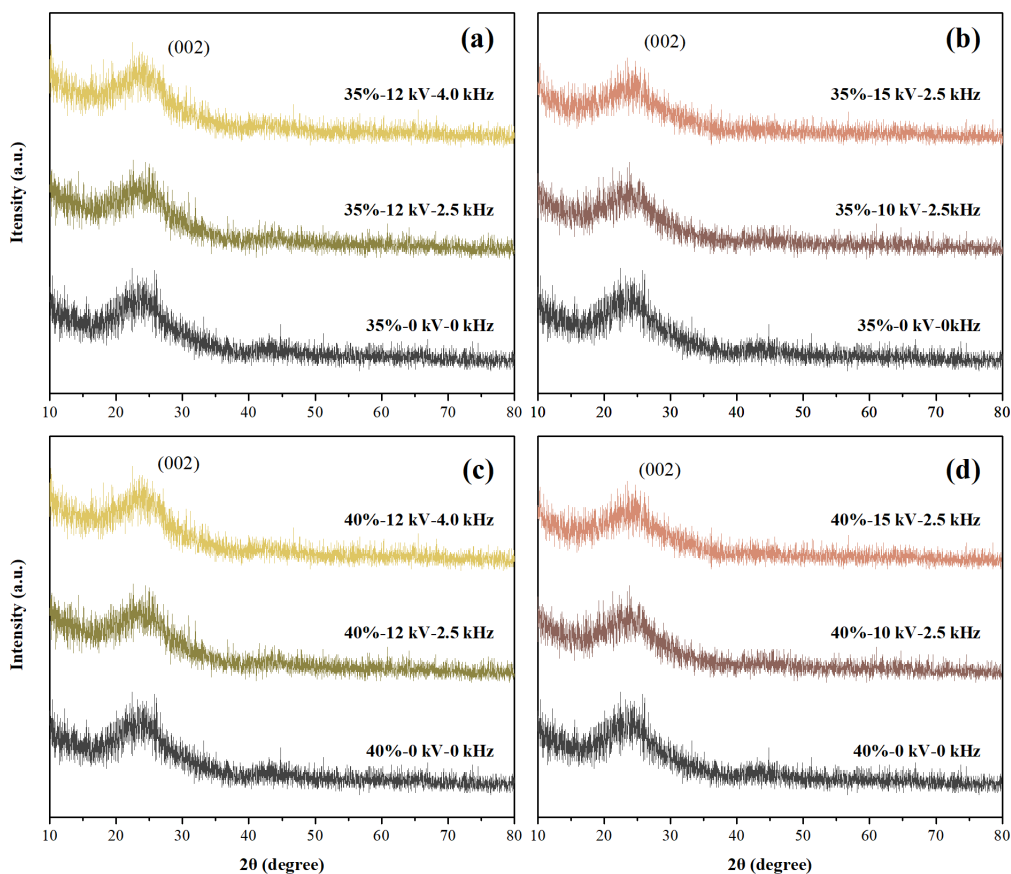 (a)
(002)
35%-12 kV-4.0 kHz
35%-12 kV-2.5 kHz
35%-0 kV-0 kHz
Itensity (a.u.)
10 20 30 40 50 60 70 80
(b)
(002)
35%-15 kV-2.5 kHz
35%-10 kV-2.5kHz
35%-0 kV-0kHz
10 20 30 40 50 60 70 80
(c)
(002)
40%-12 kV-4.0 kHz
40%-12 kV-2.5 kHz
40%-0 kV-0 kHz
Intensity (a.u.)
10 20 30 40 50 60 70 80
2θ (degree)
(d)
(002)
40%-15 kV-2.5 kHz
40%-10 kV-2.5 kHz
40%-0 kV-0 kHz
10 20 30 40 50 60 70 80
2θ (degree)